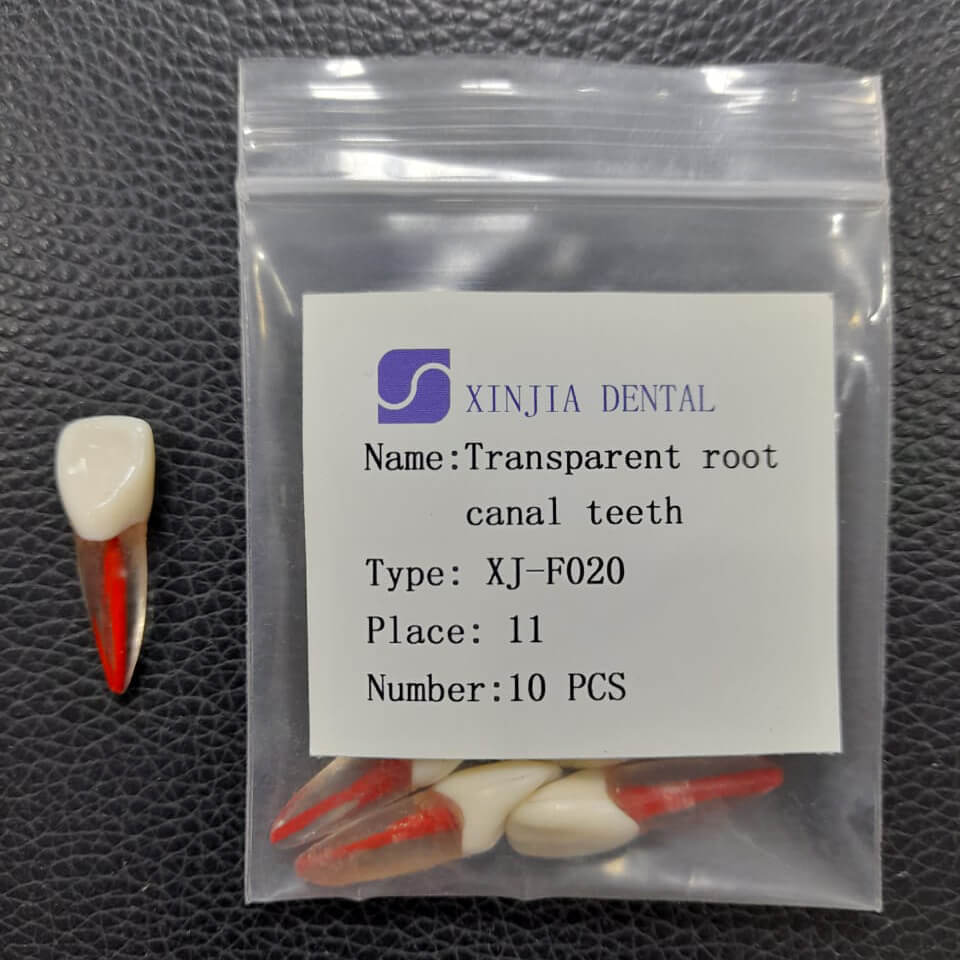 XINJIA DENTAL
Name:Transparent root
canal teeth
Type: XJ-F020
Place: 11
Number:10 PCS